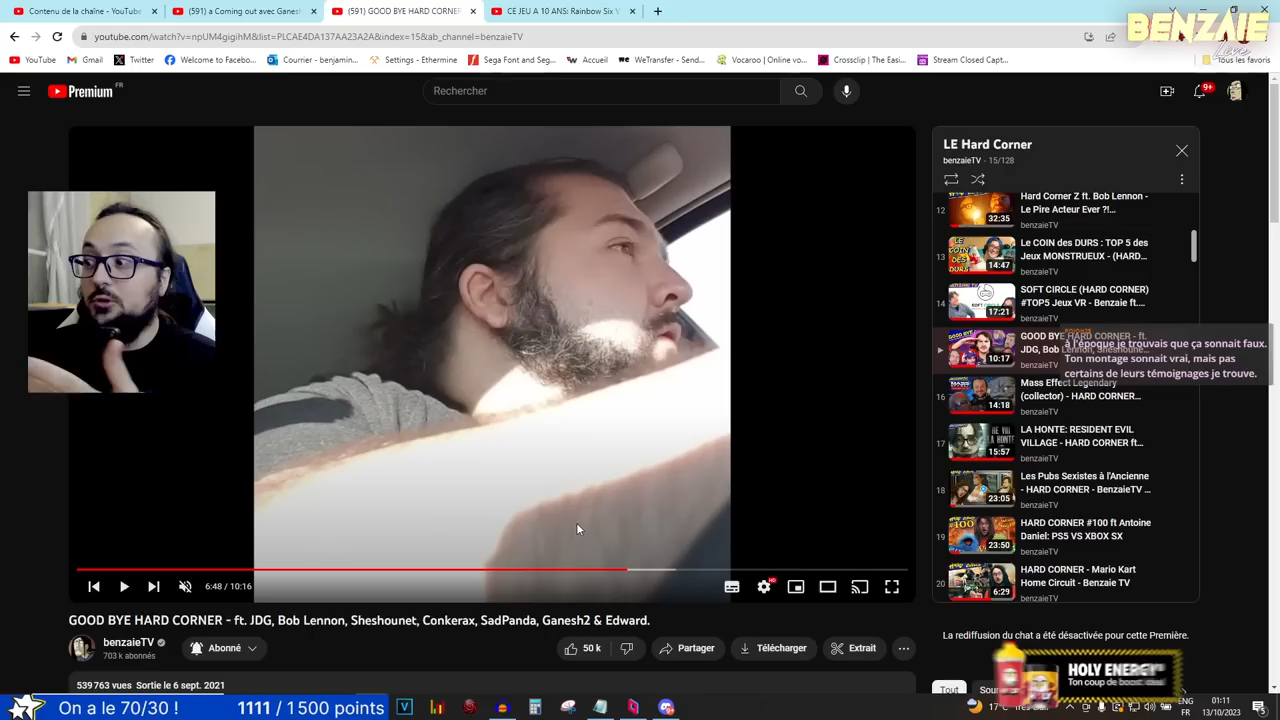 Contenu de la chaîne - YouTube
(591) a Coming out avec Ganesh
(591) GOOD BYE HARD CORNER
CE JEU A 10 ANS: Rainbow Six V
BENZAIE
Live
youtube.com/watch?v=npUM4gigihM&list=PLCAE4DA137AA23A2A&index=15&ab_channel=benzaieTV
YouTube
Gmail
Twitter
Welcome to Facebo...
Courrier - benjamin...
Settings - Ethermine
Sega Font and Seg...
Accueil
WeTransfer - Send...
Vocaroo | Online vo...
Crossclip | The Easi...
Stream Closed Capt...
Tous les favoris
Premium
FR
Rechercher
9+
LE Hard Corner
benzaieTV - 15/128
12
32:35
Hard Corner Z ft. Bob Lennon -
Le Pire Acteur Ever ?!...
benzaieTV
13
14:47
Le COIN des DURS : TOP 5 des
Jeux MONSTRUEUX - (HARD...
benzaieTV
14
17:21
SOFT CIRCLE (HARD CORNER)
#TOP5 Jeux VR - Benzaie ft....
benzaieTV
10:17
GOOD BYE HARD CORNER - ft.
JDG, Bob Lennon, Sheshoune...
benzaieTV
à l'époque je trouvais que ça sonnait faux.
Ton montage sonnait vrai, mais pas
certains de leurs témoignages je trouve.
16
14:18
Mass Effect Legendary
(collector) - HARD CORNER...
benzaieTV
17
15:57
LA HONTE: RESIDENT EVIL
VILLAGE - HARD CORNER ft...
benzaieTV
18
23:05
Les Pubs Sexistes à l'Ancienne
- HARD CORNER - BenzaieTV ...
benzaieTV
19
23:50
HARD CORNER #100 ft Antoine
Daniel: PS5 VS XBOX SX
benzaieTV
20
6:29
HARD CORNER - Mario Kart
Home Circuit - Benzaie TV
benzaieTV
6:48 / 10:16
HD
GOOD BYE HARD CORNER - ft. JDG, Bob Lennon, Sheshounet, Conkerax, SadPanda, Ganesh2 & Edward.
benzaieTV
703 k abonnés
Abonné
50 k
Partager
Télécharger
Extrait
La rediffusion du chat a été désactivée pour cette Première.
539 763 vues Sortie le 6 sept. 2021
Tout
HOLY ENERGY
Ton coup de boost
On a le 70/30 !
1111 / 1500 points
17°C
FR
01:11
13/10/2023